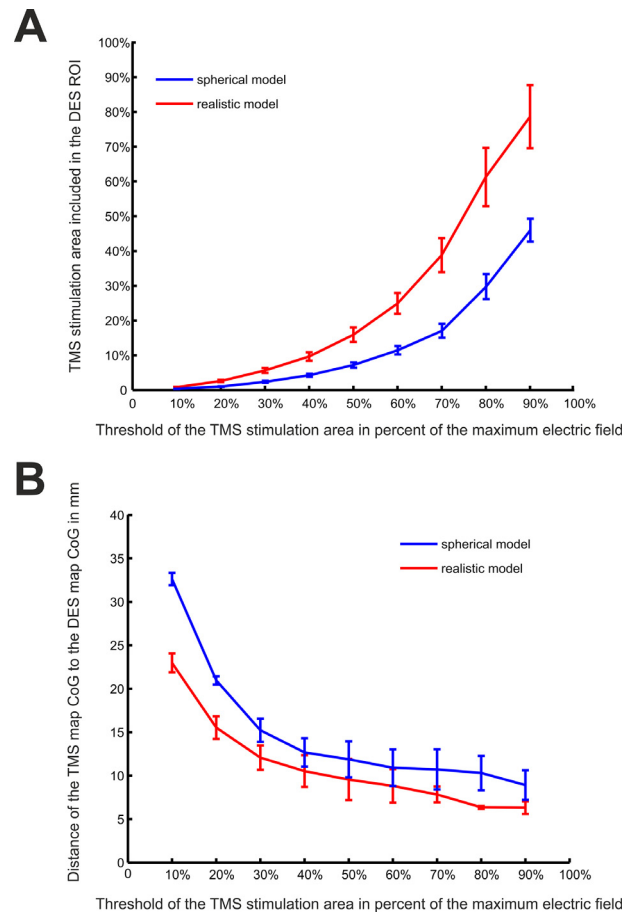 A
TMS stimulation area included in the DES ROI
100%
90%
80%
70%
60%
50%
40%
30%
20%
10%
0
spherical model
realistic model
0 10% 20% 30% 40% 50% 60% 70% 80% 90% 100%
Threshold of the TMS stimulation area in percent of the maximum electric field
B
Distance of the TMS map CoG to the DES map CoG in mm
40
35
30
25
20
15
10
5
0
spherical model
realistic model
10% 20% 30% 40% 50% 60% 70% 80% 90% 100%
Threshold of the TMS stimulation area in percent of the maximum electric field